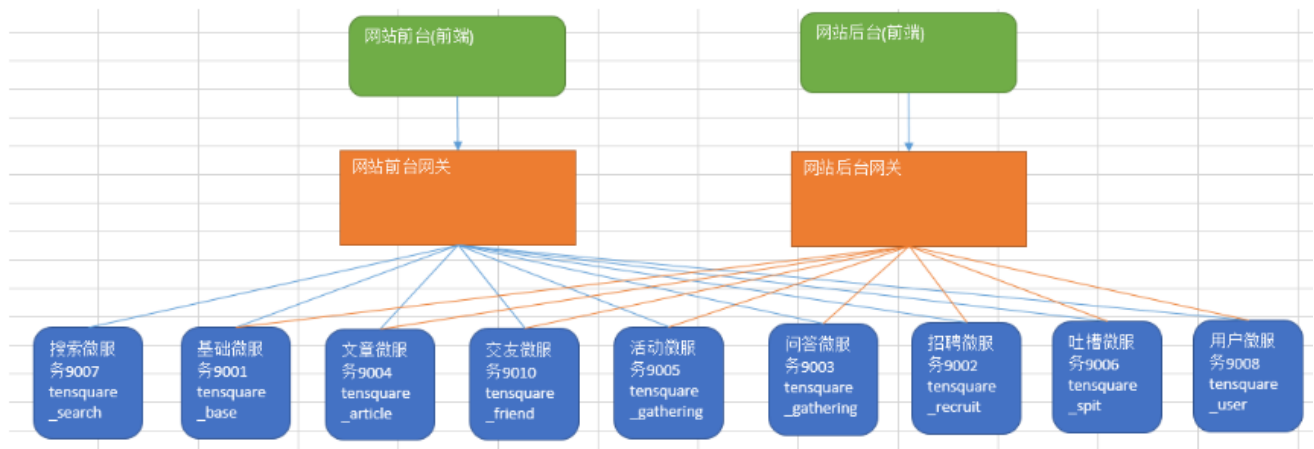 网站前台(前端)
网站后台(前端)
网站前台网关
网站后台网关
搜索微服
务9007
tensquare
_search
基础微服
务9001
tensquare
_base
文章微服
务9004
tensquare
_article
交友微服
务9010
tensquare
_friend
活动微服
务9005
tensquare
_gathering
问答微服
务9003
tensquare
_gathering
招聘微服
务9002
tensquare
_recruit
吐槽微服
务9006
tensquare
_spit
用户微服
务9008
tensquare
_user